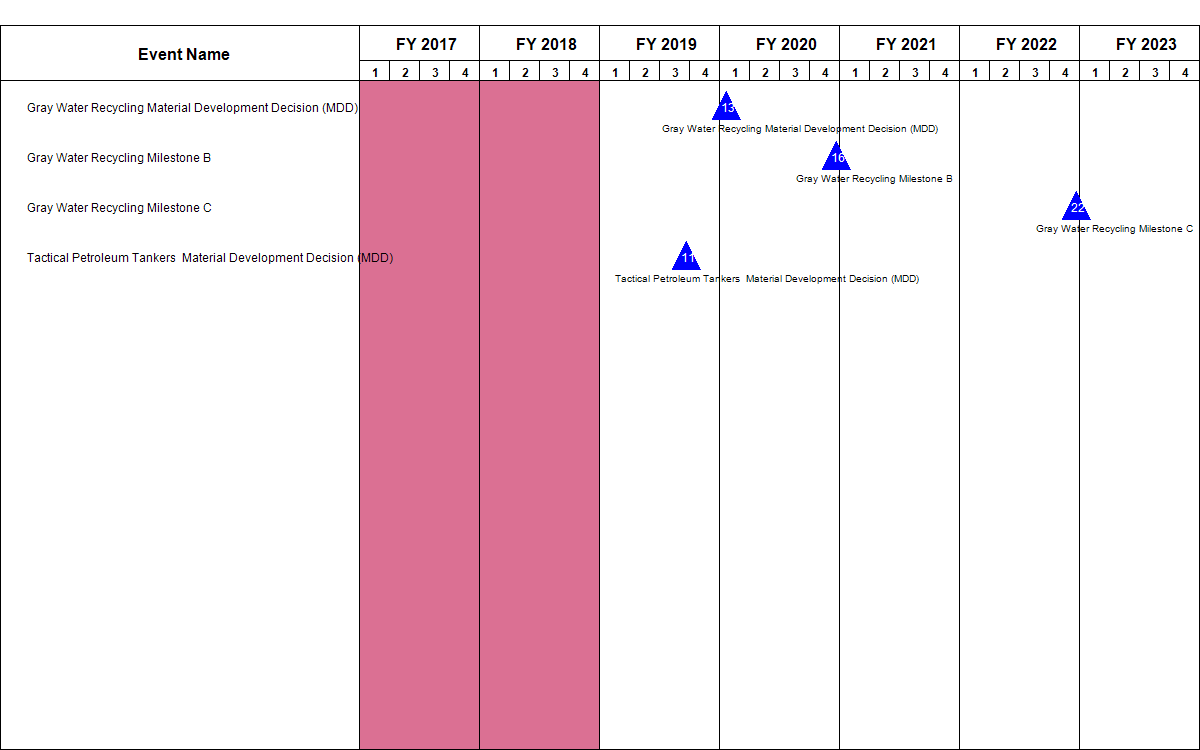 Event Name FY 2017 FY 2018 FY 2019 FY 2020 FY 2021 FY 2022 FY 2023
1 2 3 4 1 2 3 4 1 2 3 4 1 2 3 4 1 2 3 4 1 2 3 4 1 2 3 4
Gray Water Recycling Material Development Decision (MDD) 13
Gray Water Recycling Material Development Decision (MDD)
Gray Water Recycling Milestone B 16
Gray Water Recycling Milestone B
Gray Water Recycling Milestone C 22
Gray Water Recycling Milestone C
Tactical Petroleum Tankers  Material Development Decision (MDD) 11
Tactical Petroleum Tankers  Material Development Decision (MDD)